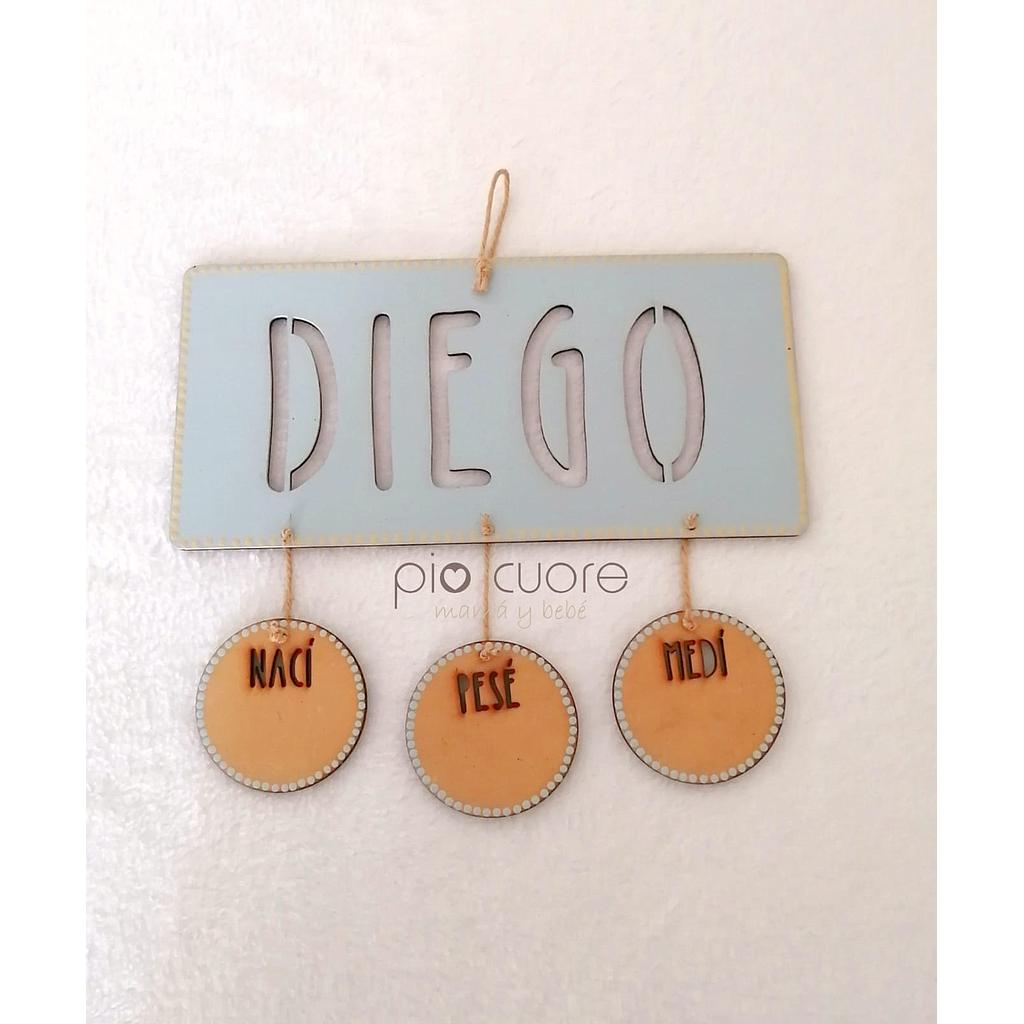 DIEGO
pio cuore
mamá y bebé
NACÍ
PESÉ
MEDÍ